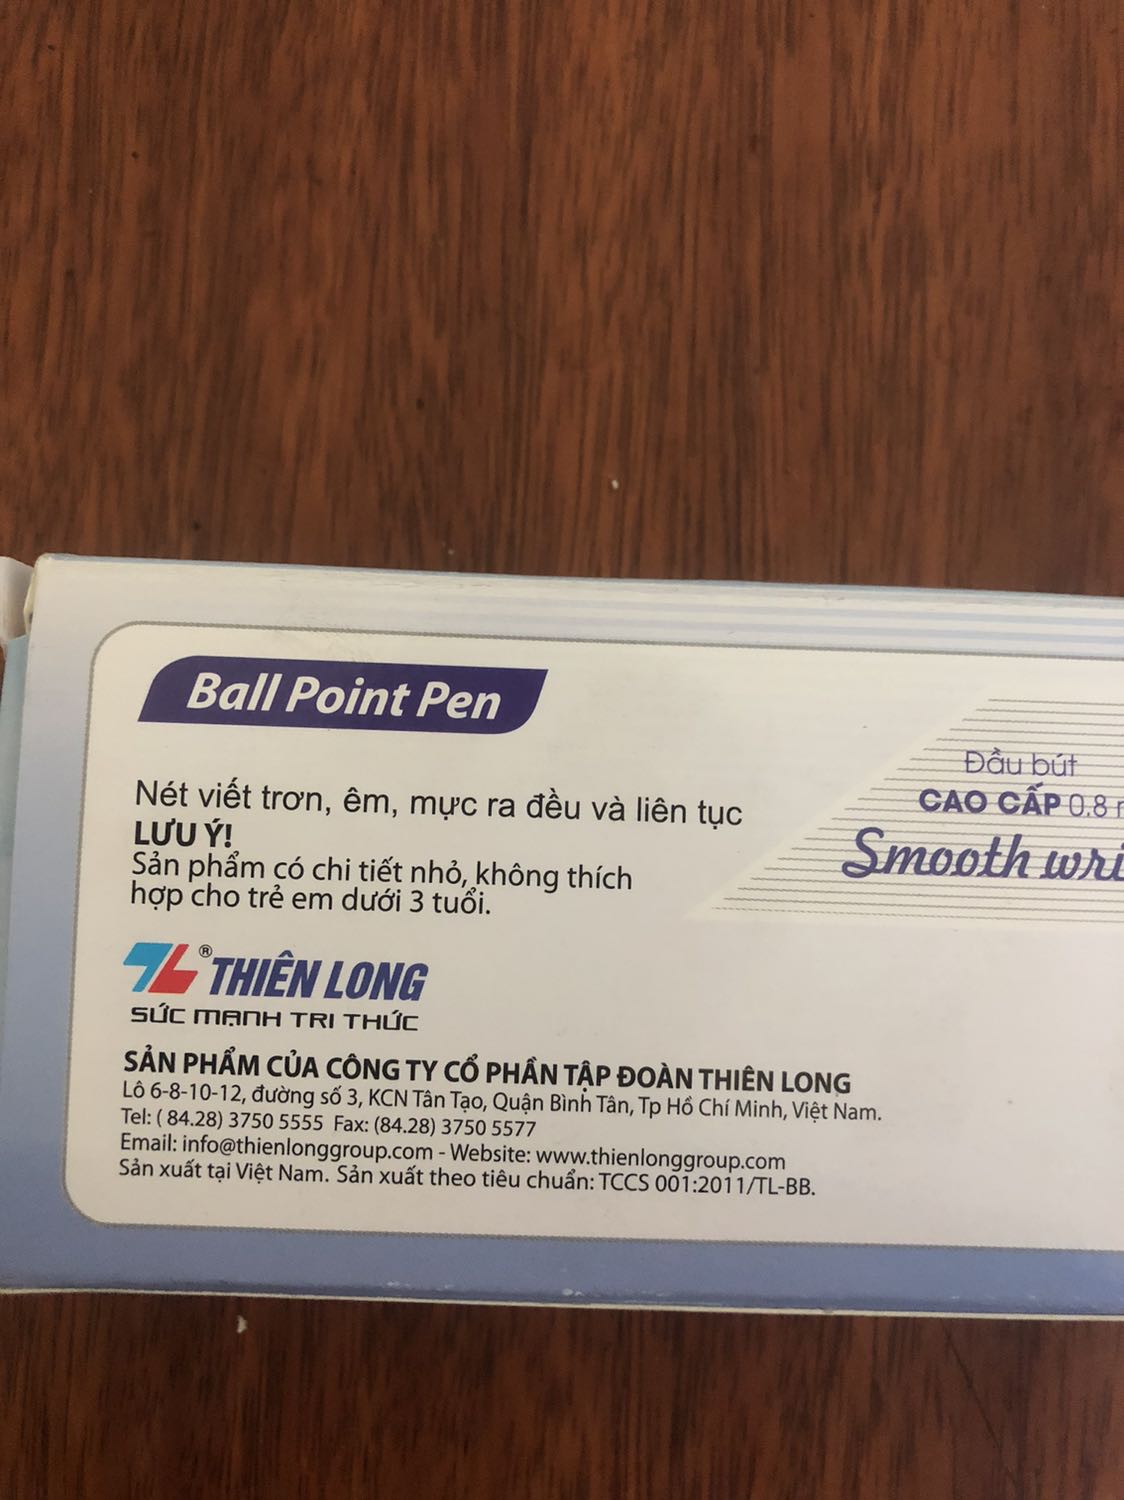 Ball Point Pen
Nét viết trơn, êm, mực ra đều và liên tục
LƯU Ý!
Sản phẩm có chi tiết nhỏ, không thích
hợp cho trẻ em dưới 3 tuổi.
Đầu bút
CAO CẤP 0.8
Smooth
TL® THIÊN LONG
SỨC MẠNH TRI THỨC
SẢN PHẨM CỦA CÔNG TY CỔ PHẦN TẬP ĐOÀN THIÊN LONG
Lô 6-8-10-12, đường số 3, KCN Tân Tạo, Quận Bình Tân, Tp Hồ Chí Minh, Việt Nam.
Tel: ( 84.28) 3750 5555 Fax: (84.28) 3750 5577
Email: info@thienlonggroup.com - Website: www.thienlonggroup.com
Sản xuất tại Việt Nam. Sản xuất theo tiêu chuẩn: TCCS 001:2011/TL-BB.